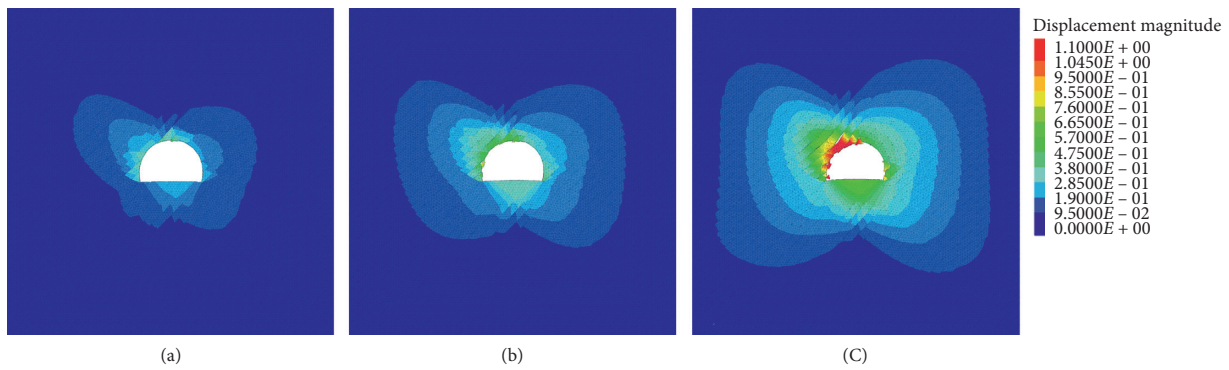 Displacement magnitude
1.1000E + 00
1.0450E + 00
9.5000E – 01
8.5500E – 01
7.6000E – 01
6.6500E – 01
5.7000E – 01
4.7500E – 01
3.8000E – 01
2.8500E – 01
1.9000E – 01
9.5000E – 02
0.0000E + 00
(a)
(b)
(C)